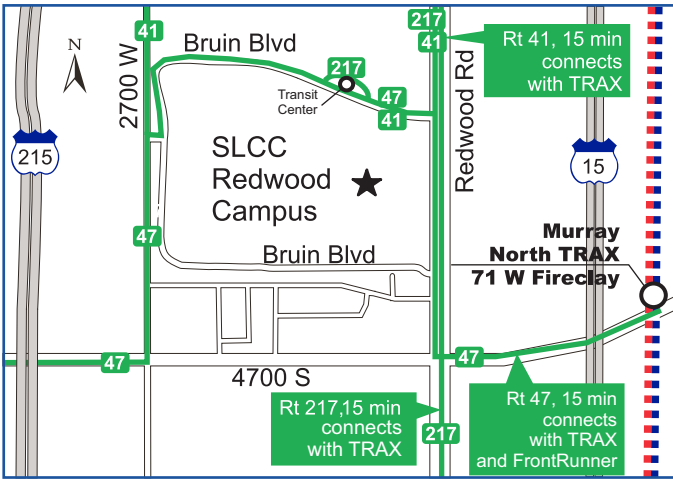 217
41
41
N
2700 W
Bruin Blvd
217
Transit
Center
47
41
Redwood Rd
Rt 41, 15 min
connects
with TRAX
215
15
SLCC
Redwood
Campus
47
Bruin Blvd
Murray
North TRAX
71 W Fireclay
47
47
4700 S
Rt 217,15 min
connects
with TRAX
217
Rt 47, 15 min
connects
with TRAX
and FrontRunner